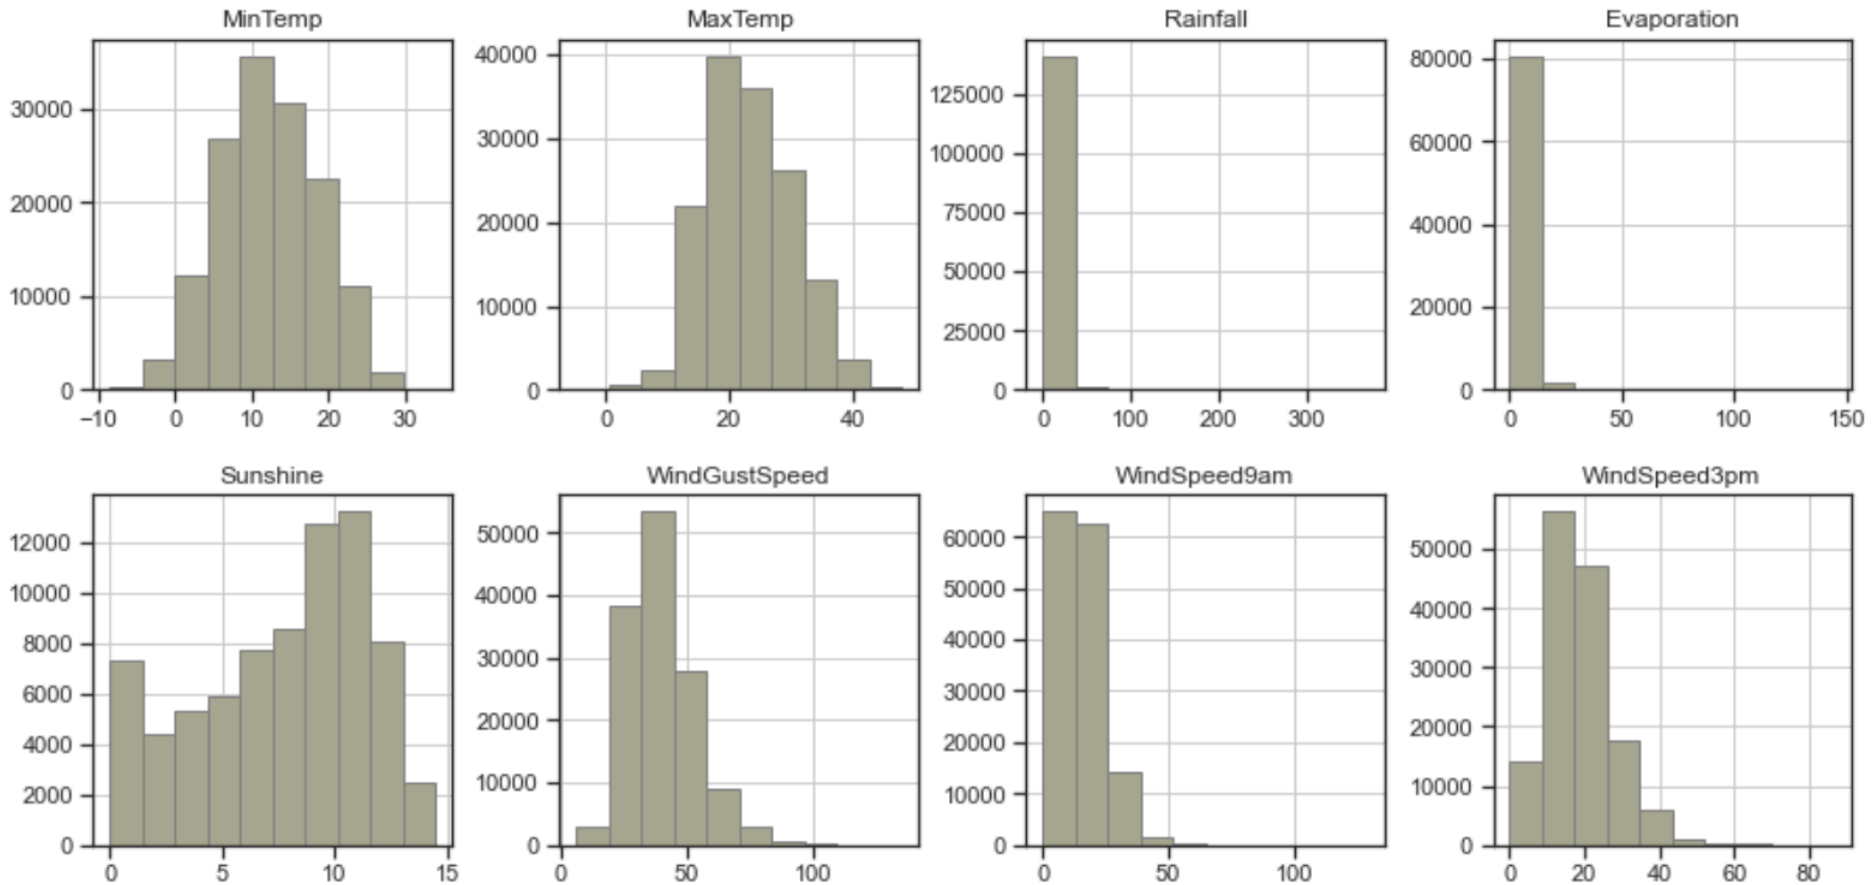 MinTemp
30000
20000
10000
0
−10 0 10 20 30
MaxTemp
40000
30000
20000
10000
0
0 20 40
Rainfall
125000
100000
75000
50000
25000
0
0 100 200 300
Evaporation
80000
60000
40000
20000
0
0 50 100 150
Sunshine
12000
10000
8000
6000
4000
2000
0
0 5 10 15
WindGustSpeed
50000
40000
30000
20000
10000
0
0 50 100
WindSpeed9am
60000
50000
40000
30000
20000
10000
0
0 50 100
WindSpeed3pm
50000
40000
30000
20000
10000
0
0 20 40 60 80